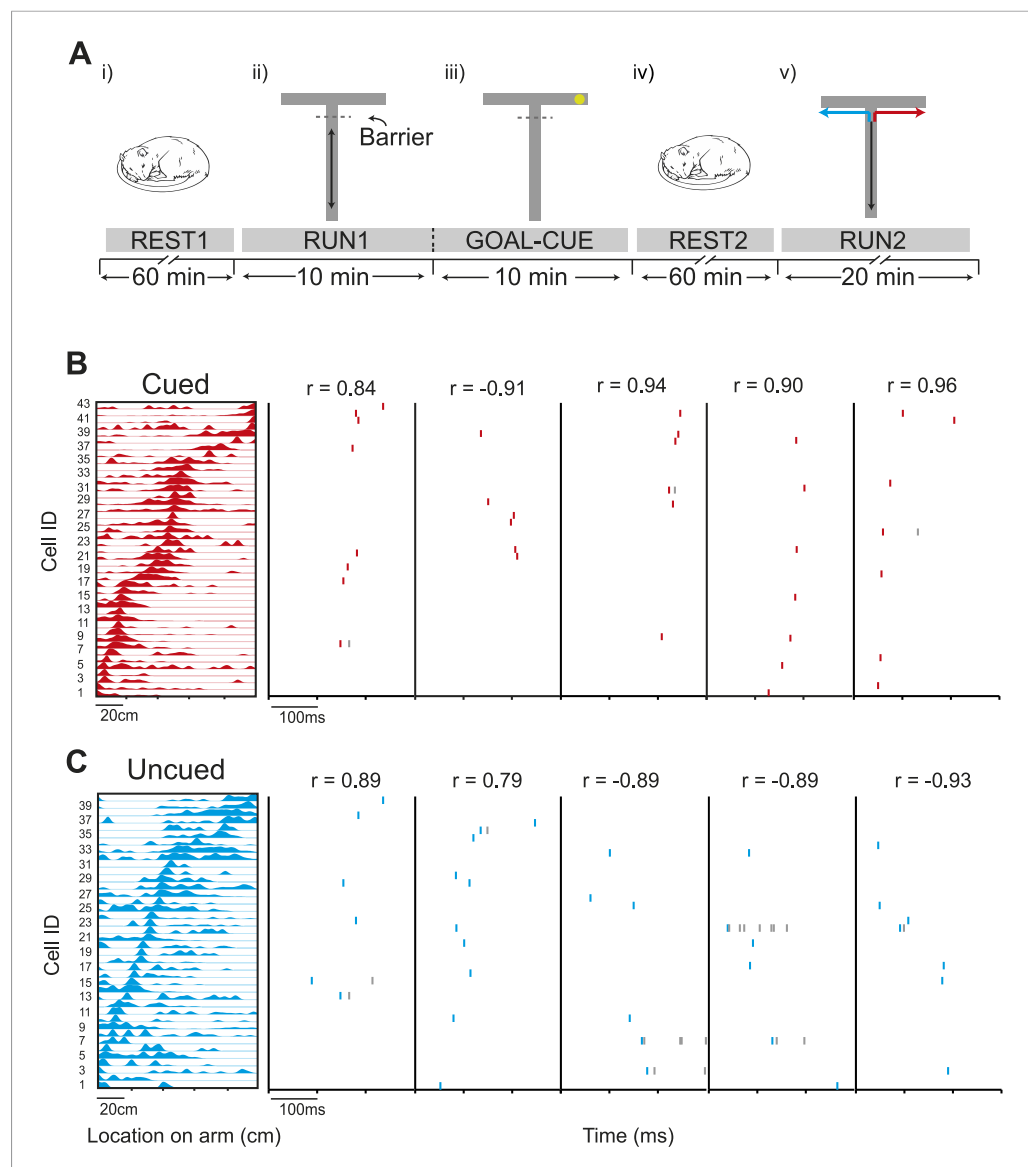 A
i) ii) iii) iv) v)
Barrier
REST1 RUN1 GOAL-CUE REST2 RUN2
60 min 10 min 10 min 60 min 20 min
B
Cued
r = 0.84 r = -0.91 r = 0.94 r = 0.90 r = 0.96
43
41
39
37
35
33
31
29
27
25
23
21
19
17
15
13
11
9
7
5
3
1
Cell ID
20cm 100ms
C
Uncued
r = 0.89 r = 0.79 r = -0.89 r = -0.89 r = -0.93
39
37
35
33
31
29
27
25
23
21
19
17
15
13
11
9
7
5
3
1
Cell ID
20cm 100ms
Location on arm (cm) Time (ms)